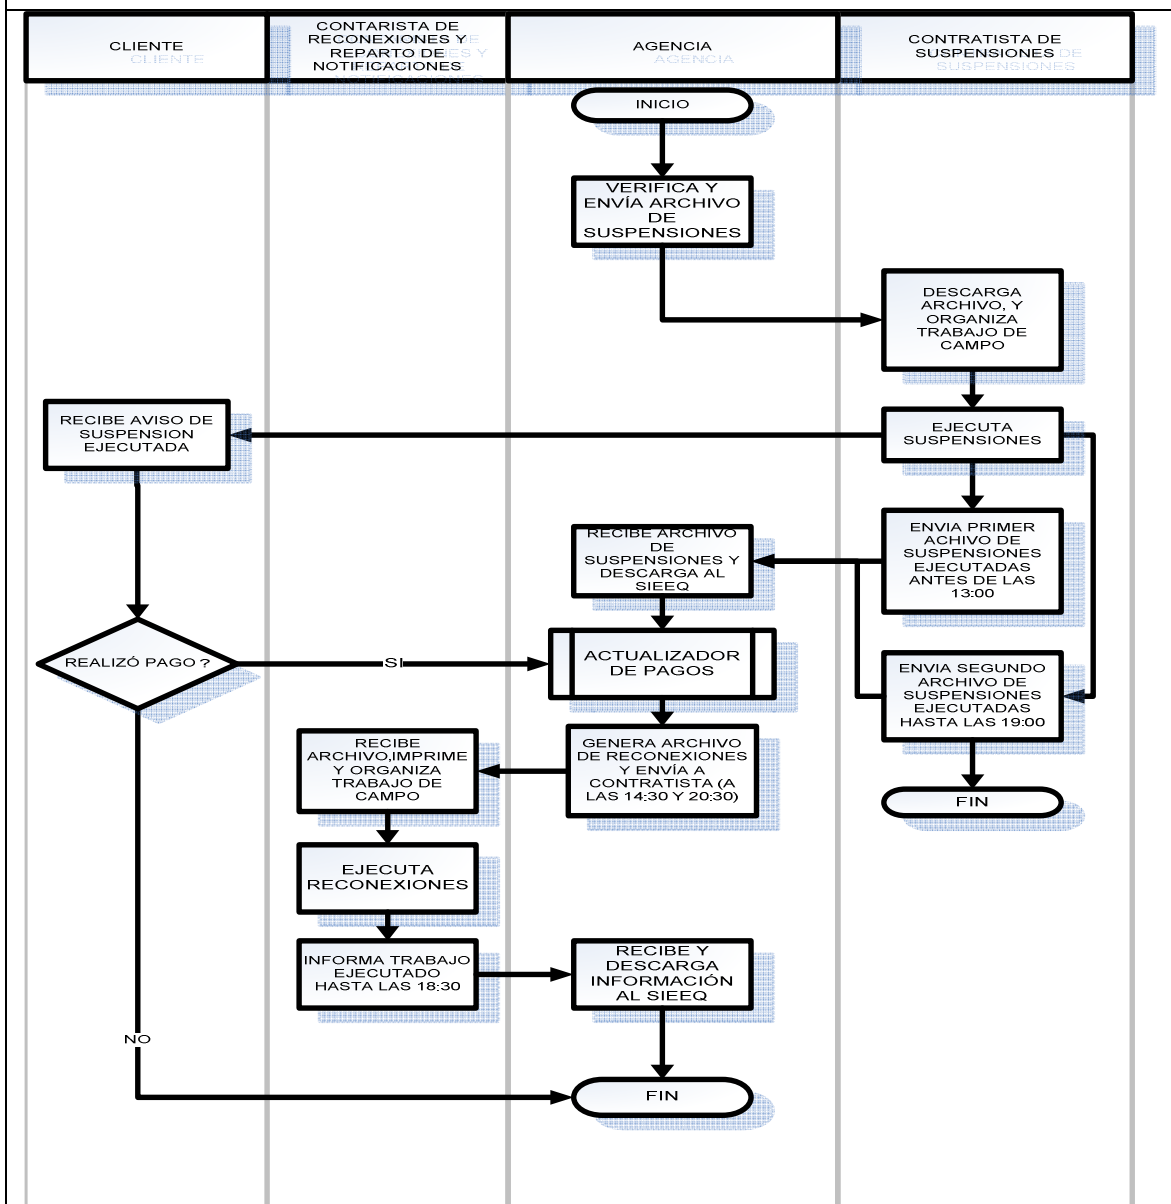 CLIENTE
CONTARISTA DE
RECONEXIONES Y
REPARTO DE
NOTIFICACIONES
AGENCIA
CONTRATISTA DE
SUSPENSIONES
INICIO
VERIFICA Y
ENVÍA ARCHIVO
DE
SUSPENSIONES
DESCARGA
ARCHIVO, Y
ORGANIZA
TRABAJO DE
CAMPO
RECIBE AVISO DE
SUSPENSION
EJECUTADA
EJECUTA
SUSPENSIONES
RECIBE ARCHIVO
DE
SUSPENSIONES Y
DESCARGA AL
SIEEQ
ENVIA PRIMER
ACHIVO DE
SUSPENSIONES
EJECUTADAS
ANTES DE LAS
13:00
REALIZÓ PAGO ?
SI
ACTUALIZADOR
DE PAGOS
ENVIA SEGUNDO
ARCHIVO DE
SUSPENSIONES
EJECUTADAS
HASTA LAS 19:00
RECIBE
ARCHIVO,IMPRIME
Y ORGANIZA
TRABAJO DE
CAMPO
GENERA ARCHIVO
DE RECONEXIONES
Y ENVÍA A
CONTRATISTA (A
LAS 14:30 Y 20:30)
FIN
EJECUTA
RECONEXIONES
INFORMA TRABAJO
EJECUTADO
HASTA LAS 18:30
RECIBE Y
DESCARGA
INFORMACIÓN
AL SIEEQ
NO
FIN